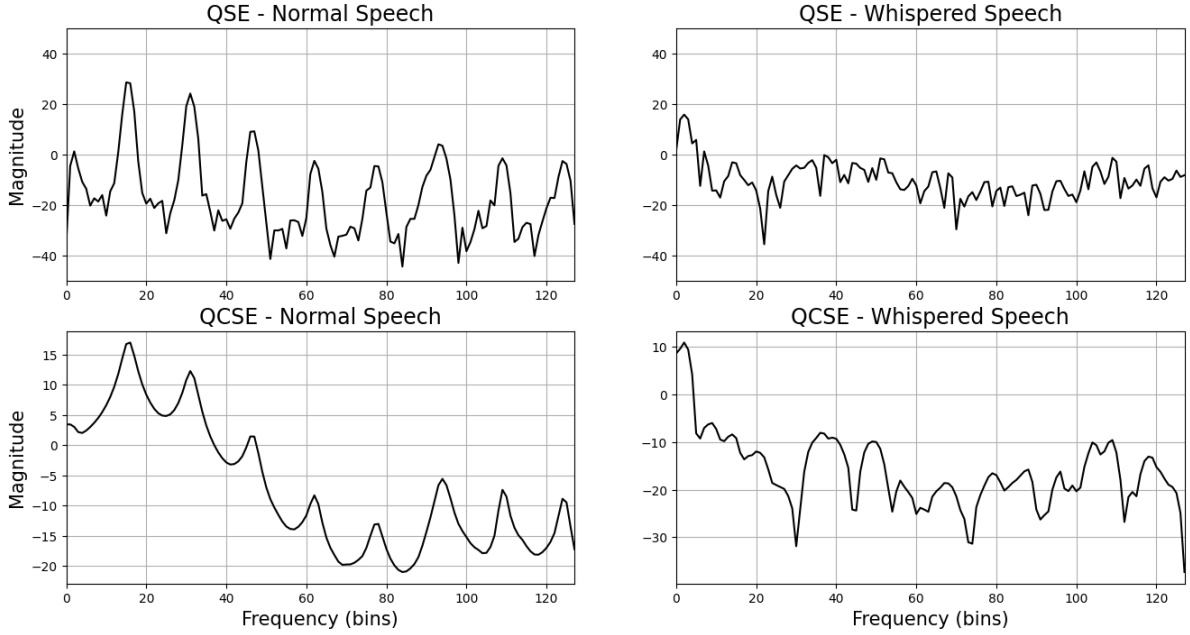 QSE - Normal Speech
QSE - Whispered Speech
Magnitude
40
20
0
−20
−40
0 20 40 60 80 100 120
40
20
0
−20
−40
0 20 40 60 80 100 120
QCSE - Normal Speech
QCSE - Whispered Speech
Magnitude
15
10
5
0
−5
−10
−15
−20
0 20 40 60 80 100 120
Frequency (bins)
10
0
−10
−20
−30
0 20 40 60 80 100 120
Frequency (bins)